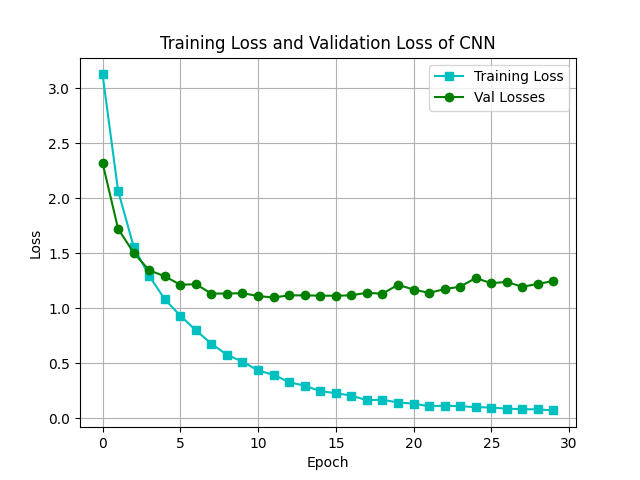 Training Loss and Validation Loss of CNN
Training Loss
Val Losses
3.0
2.5
2.0
1.5
1.0
0.5
0.0
Loss
0 5 10 15 20 25 30
Epoch